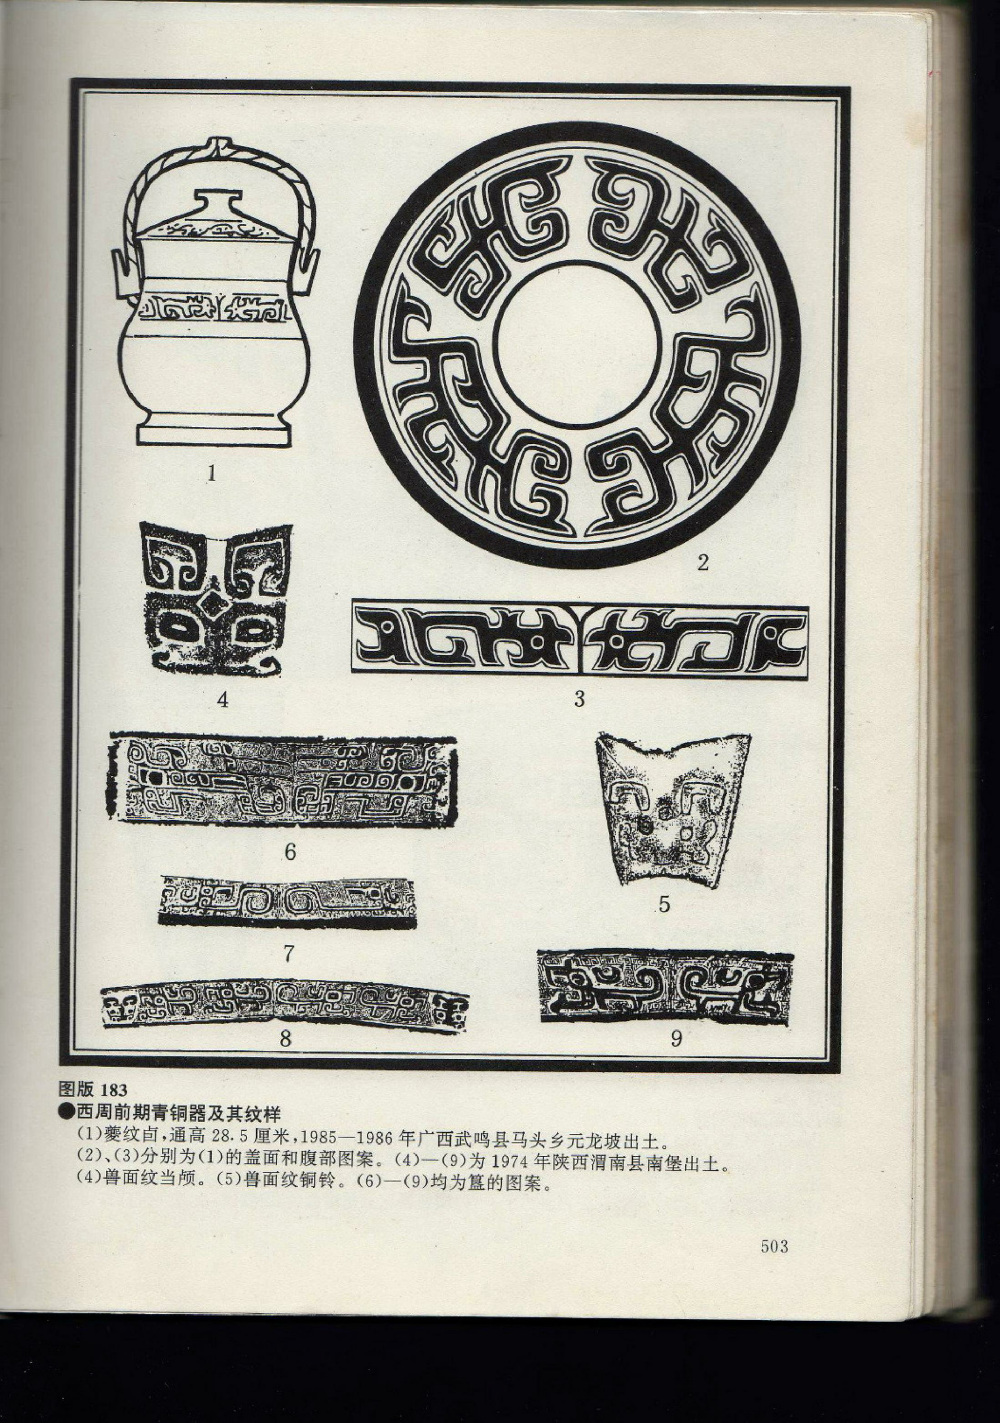 1
2
3
4
5
6
7
8
9
图版 183
●西周前期青铜器及其纹样
(1)夔纹卣,通高 28.5 厘米,1985—1986 年广西武鸣县马头乡元龙坡出土。
(2)、(3)分别为(1)的盖面和腹部图案。(4)—(9)为 1974 年陕西渭南县南堡出土。
(4)兽面纹当颅。(5)兽面纹铜铃。(6)—(9)均为簋的图案。
503